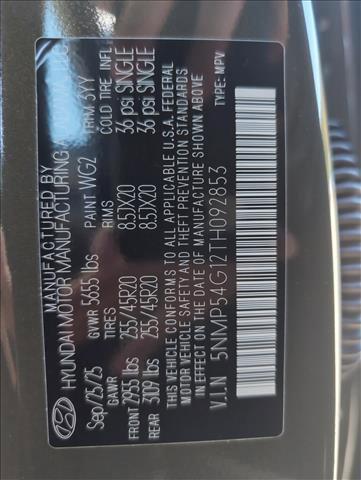 MANUFACTURED BY
HYUNDAI MOTOR MANUFACTURING
Sep/25/25 GVWR 5635 lbs PAINT WG2 TRIM 3YY
GAWR TIRES COLD TIRE INFL.
FRONT 2955 lbs 255/45R20 8.5JX20 36 psi SINGLE
REAR 3109 lbs 255/45R20 8.5JX20 36 psi SINGLE
THIS VEHICLE CONFORMS TO ALL APPLICABLE U.S.A. FEDERAL
MOTOR VEHICLE SAFETY AND THEFT PREVENTION STANDARDS
IN EFFECT ON THE DATE OF MANUFACTURE SHOWN ABOVE.
V.I.N 5NMP54G12TH092853 TYPE: MPV